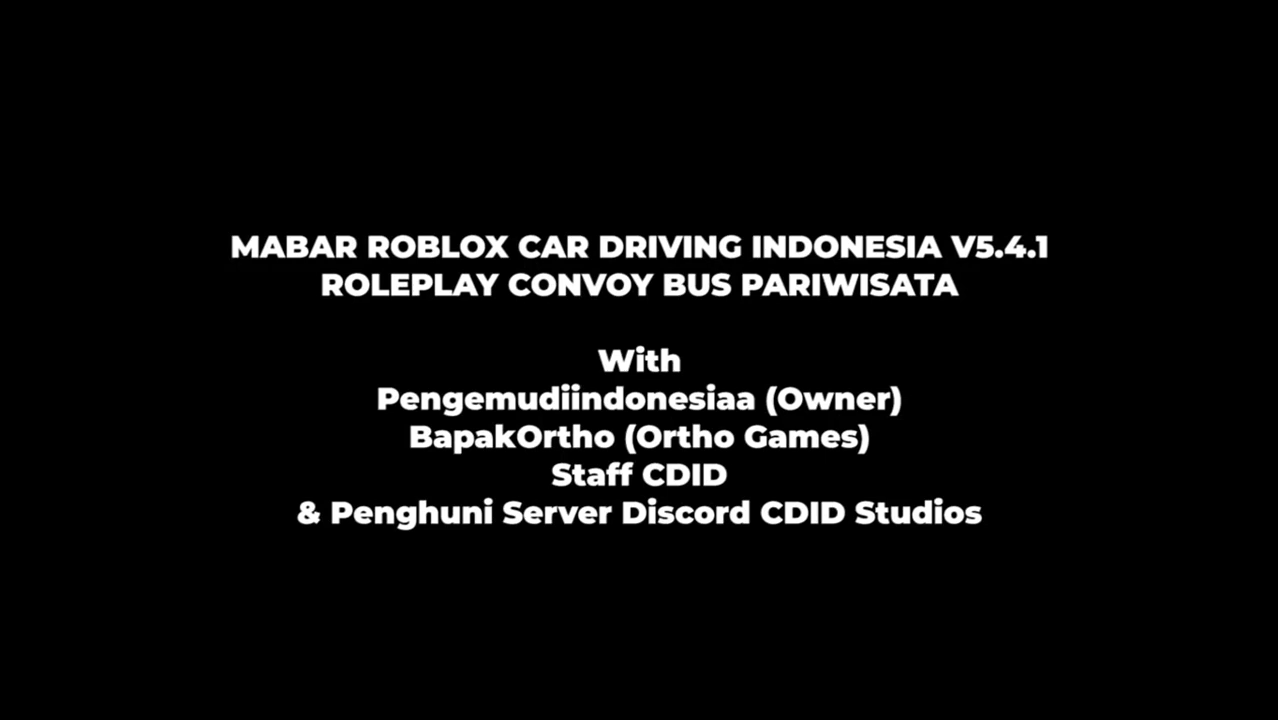 MABAR ROBLOX CAR DRIVING INDONESIA V5.4.1
ROLEPLAY CONVOY BUS PARIWISATA
With
Pengemudiindonesiaa (Owner)
BapakOrtho (Ortho Games)
Staff CDID
& Penghuni Server Discord CDID Studios